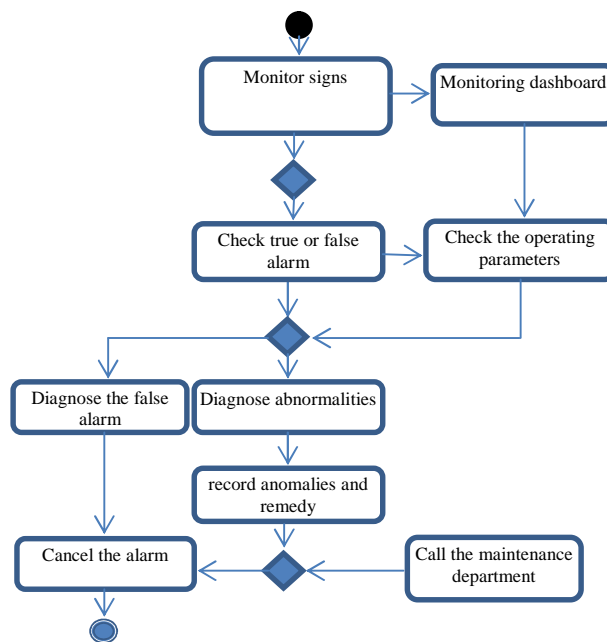 Monitor signs
Monitoring dashboard
Check true or false
alarm
Check the operating
parameters
Diagnose the false
alarm
Diagnose abnormalities
record anomalies and
remedy
Cancel the alarm
Call the maintenance
department